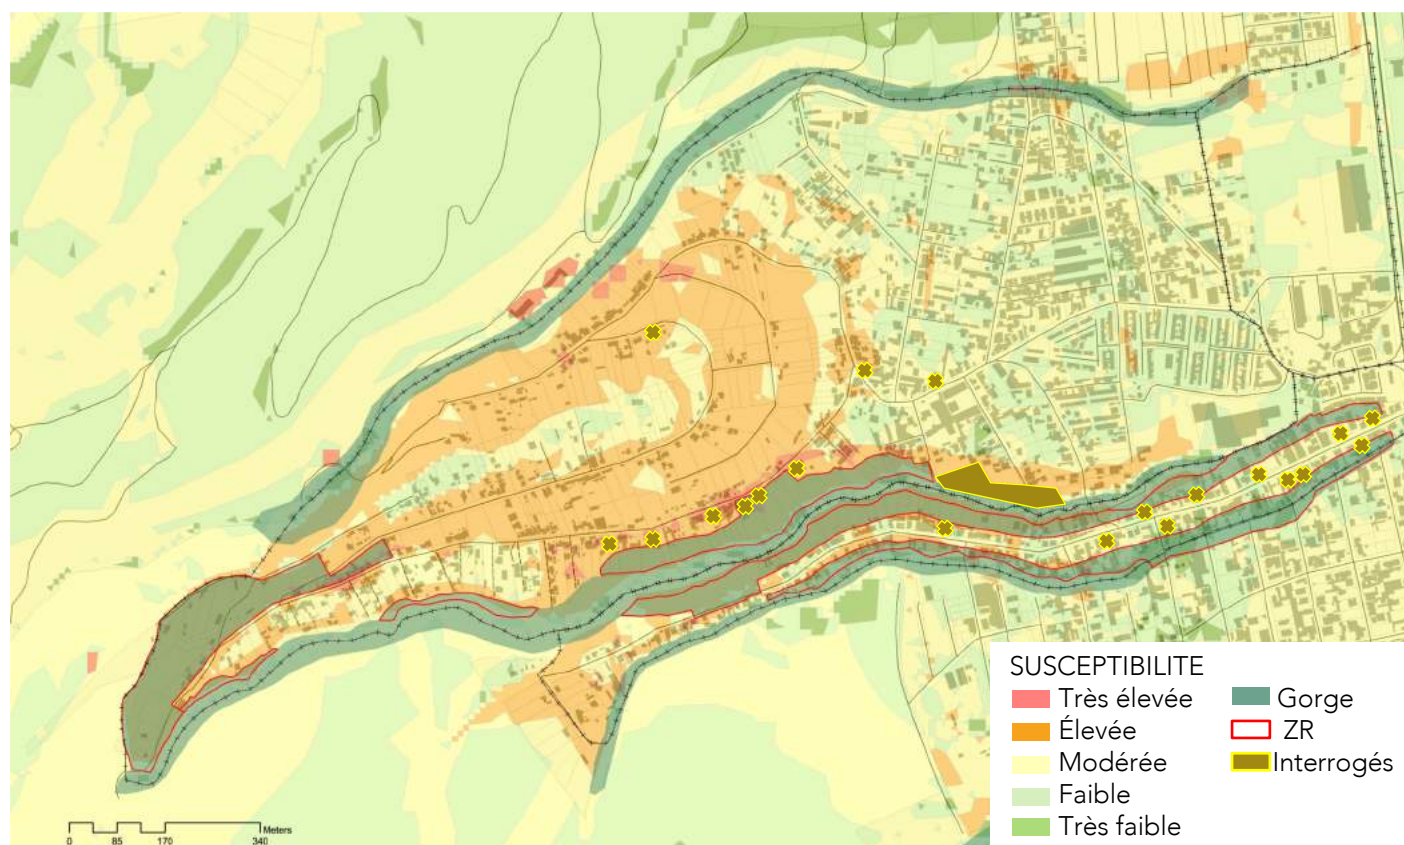 SUSCEPTIBILITE
Très élevée
Élevée
Modérée
Faible
Très faible
Gorge
ZR
Interrogés
Meters
0 85 170 340